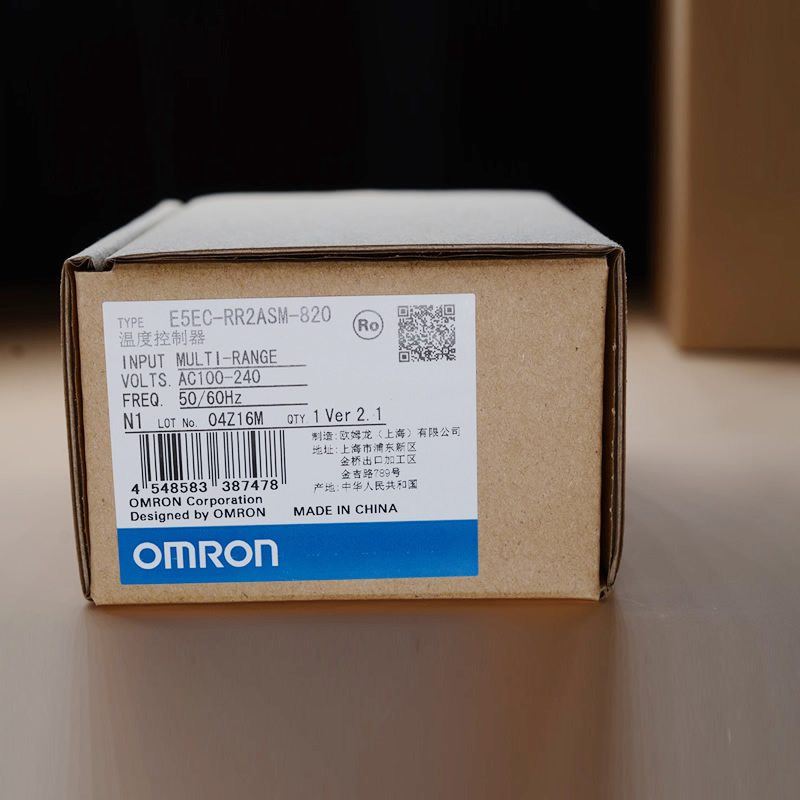 TYPE E5EC-RR2ASM-820
Ro
温度控制器
INPUT MULTI-RANGE
VOLTS. AC100-240
FREQ. 50/60Hz
N1 LOT No. 04Z16M QTY 1 Ver 2.1
制造:欧姆龙(上海)有限公司
地址:上海市浦东新区
金桥出口加工区
金吉路789号
产地:中华人民共和国
4 548583 387478
OMRON Corporation
Designed by OMRON MADE IN CHINA
OMRON